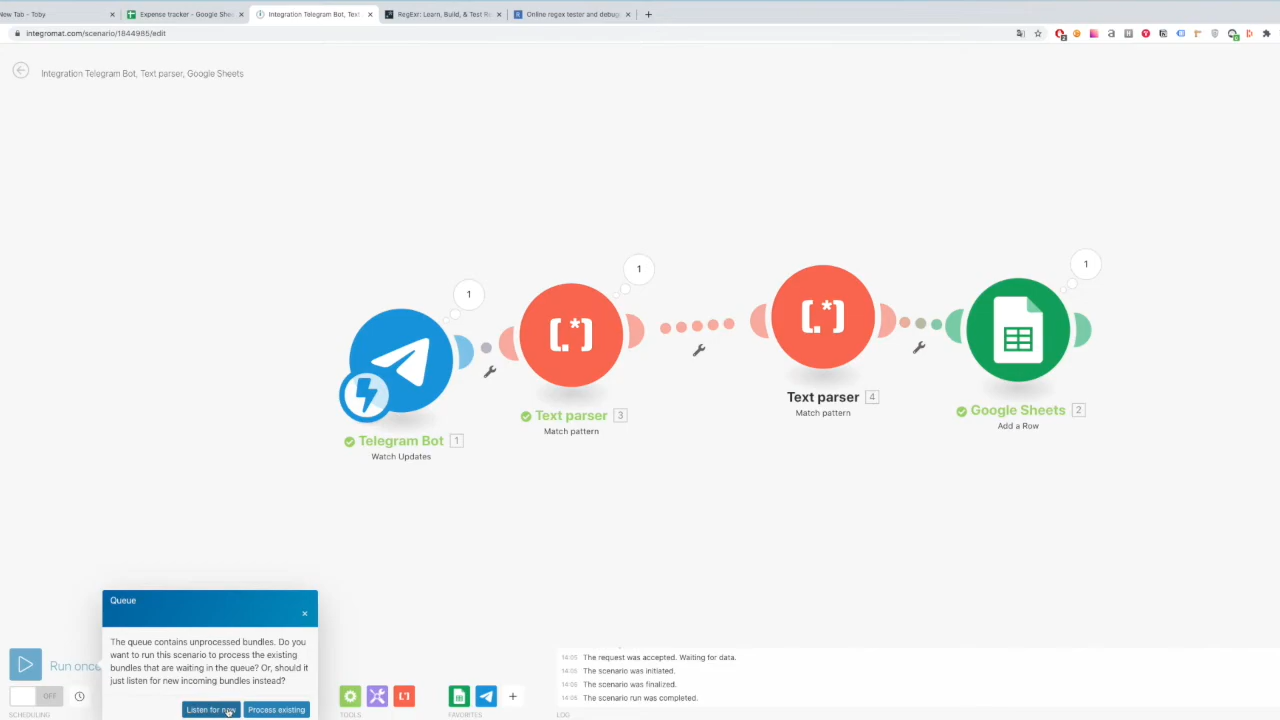 New Tab - Toby
Expense tracker - Google She
Integration Telegram Bot, Text
RegExr: Learn, Build, & Test R
Online regex tester and debug
integromat.com/scenario/1844985/edit
Integration Telegram Bot, Text parser, Google Sheets
1
1
1
Telegram Bot 1
Watch Updates
Text parser 3
Match pattern
Text parser 4
Match pattern
Google Sheets 2
Add a Row
Queue
The queue contains unprocessed bundles. Do you
want to run this scenario to process the existing
bundles that are waiting in the queue? Or, should it
just listen for new incoming bundles instead?
Listen for new
Process existing
Run once
OFF
SCHEDULING
TOOLS
FAVORITES
14:05 The request was accepted. Waiting for data.
14:05 The scenario was initiated.
14:05 The scenario was finalized.
14:05 The scenario run was completed.
LOG